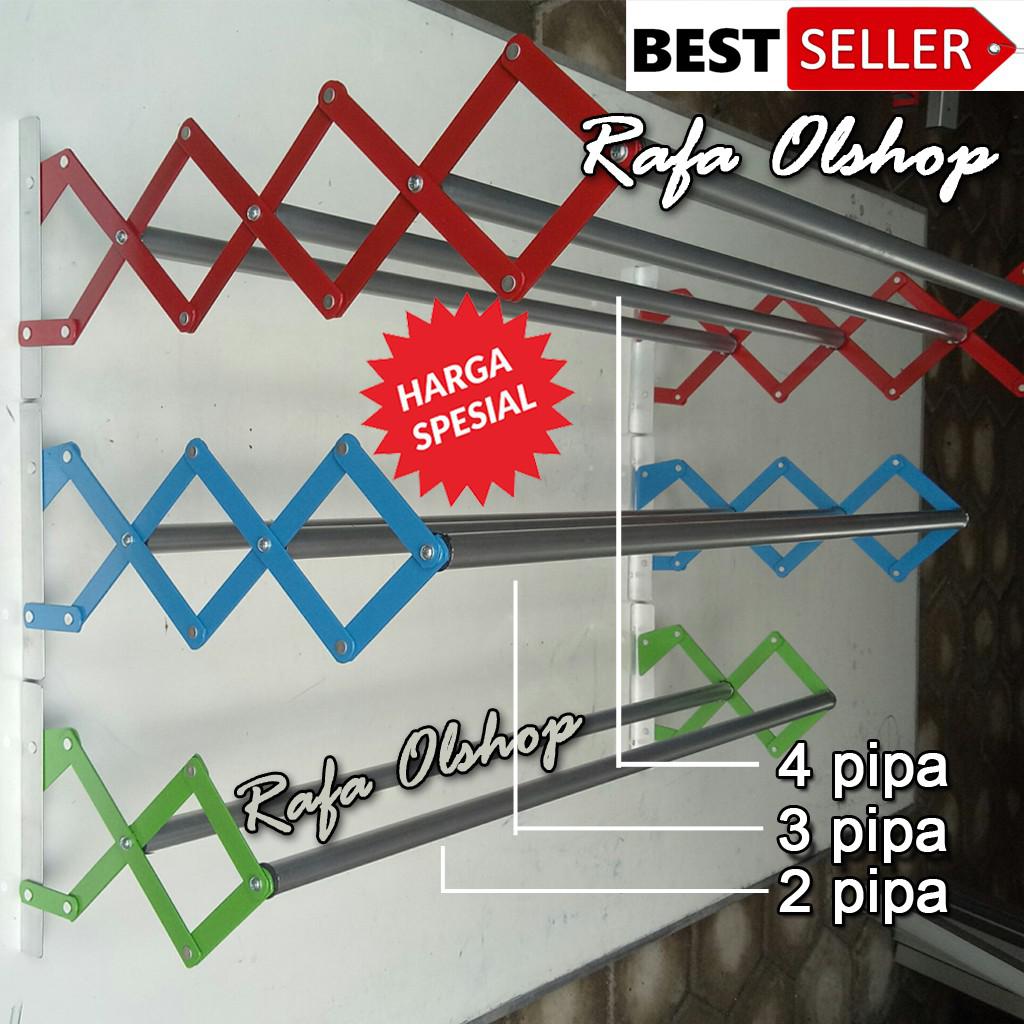 BEST SELLER
Rafa Olshop
HARGA
SPESIAL
Rafa Olshop
4 pipa
3 pipa
2 pipa